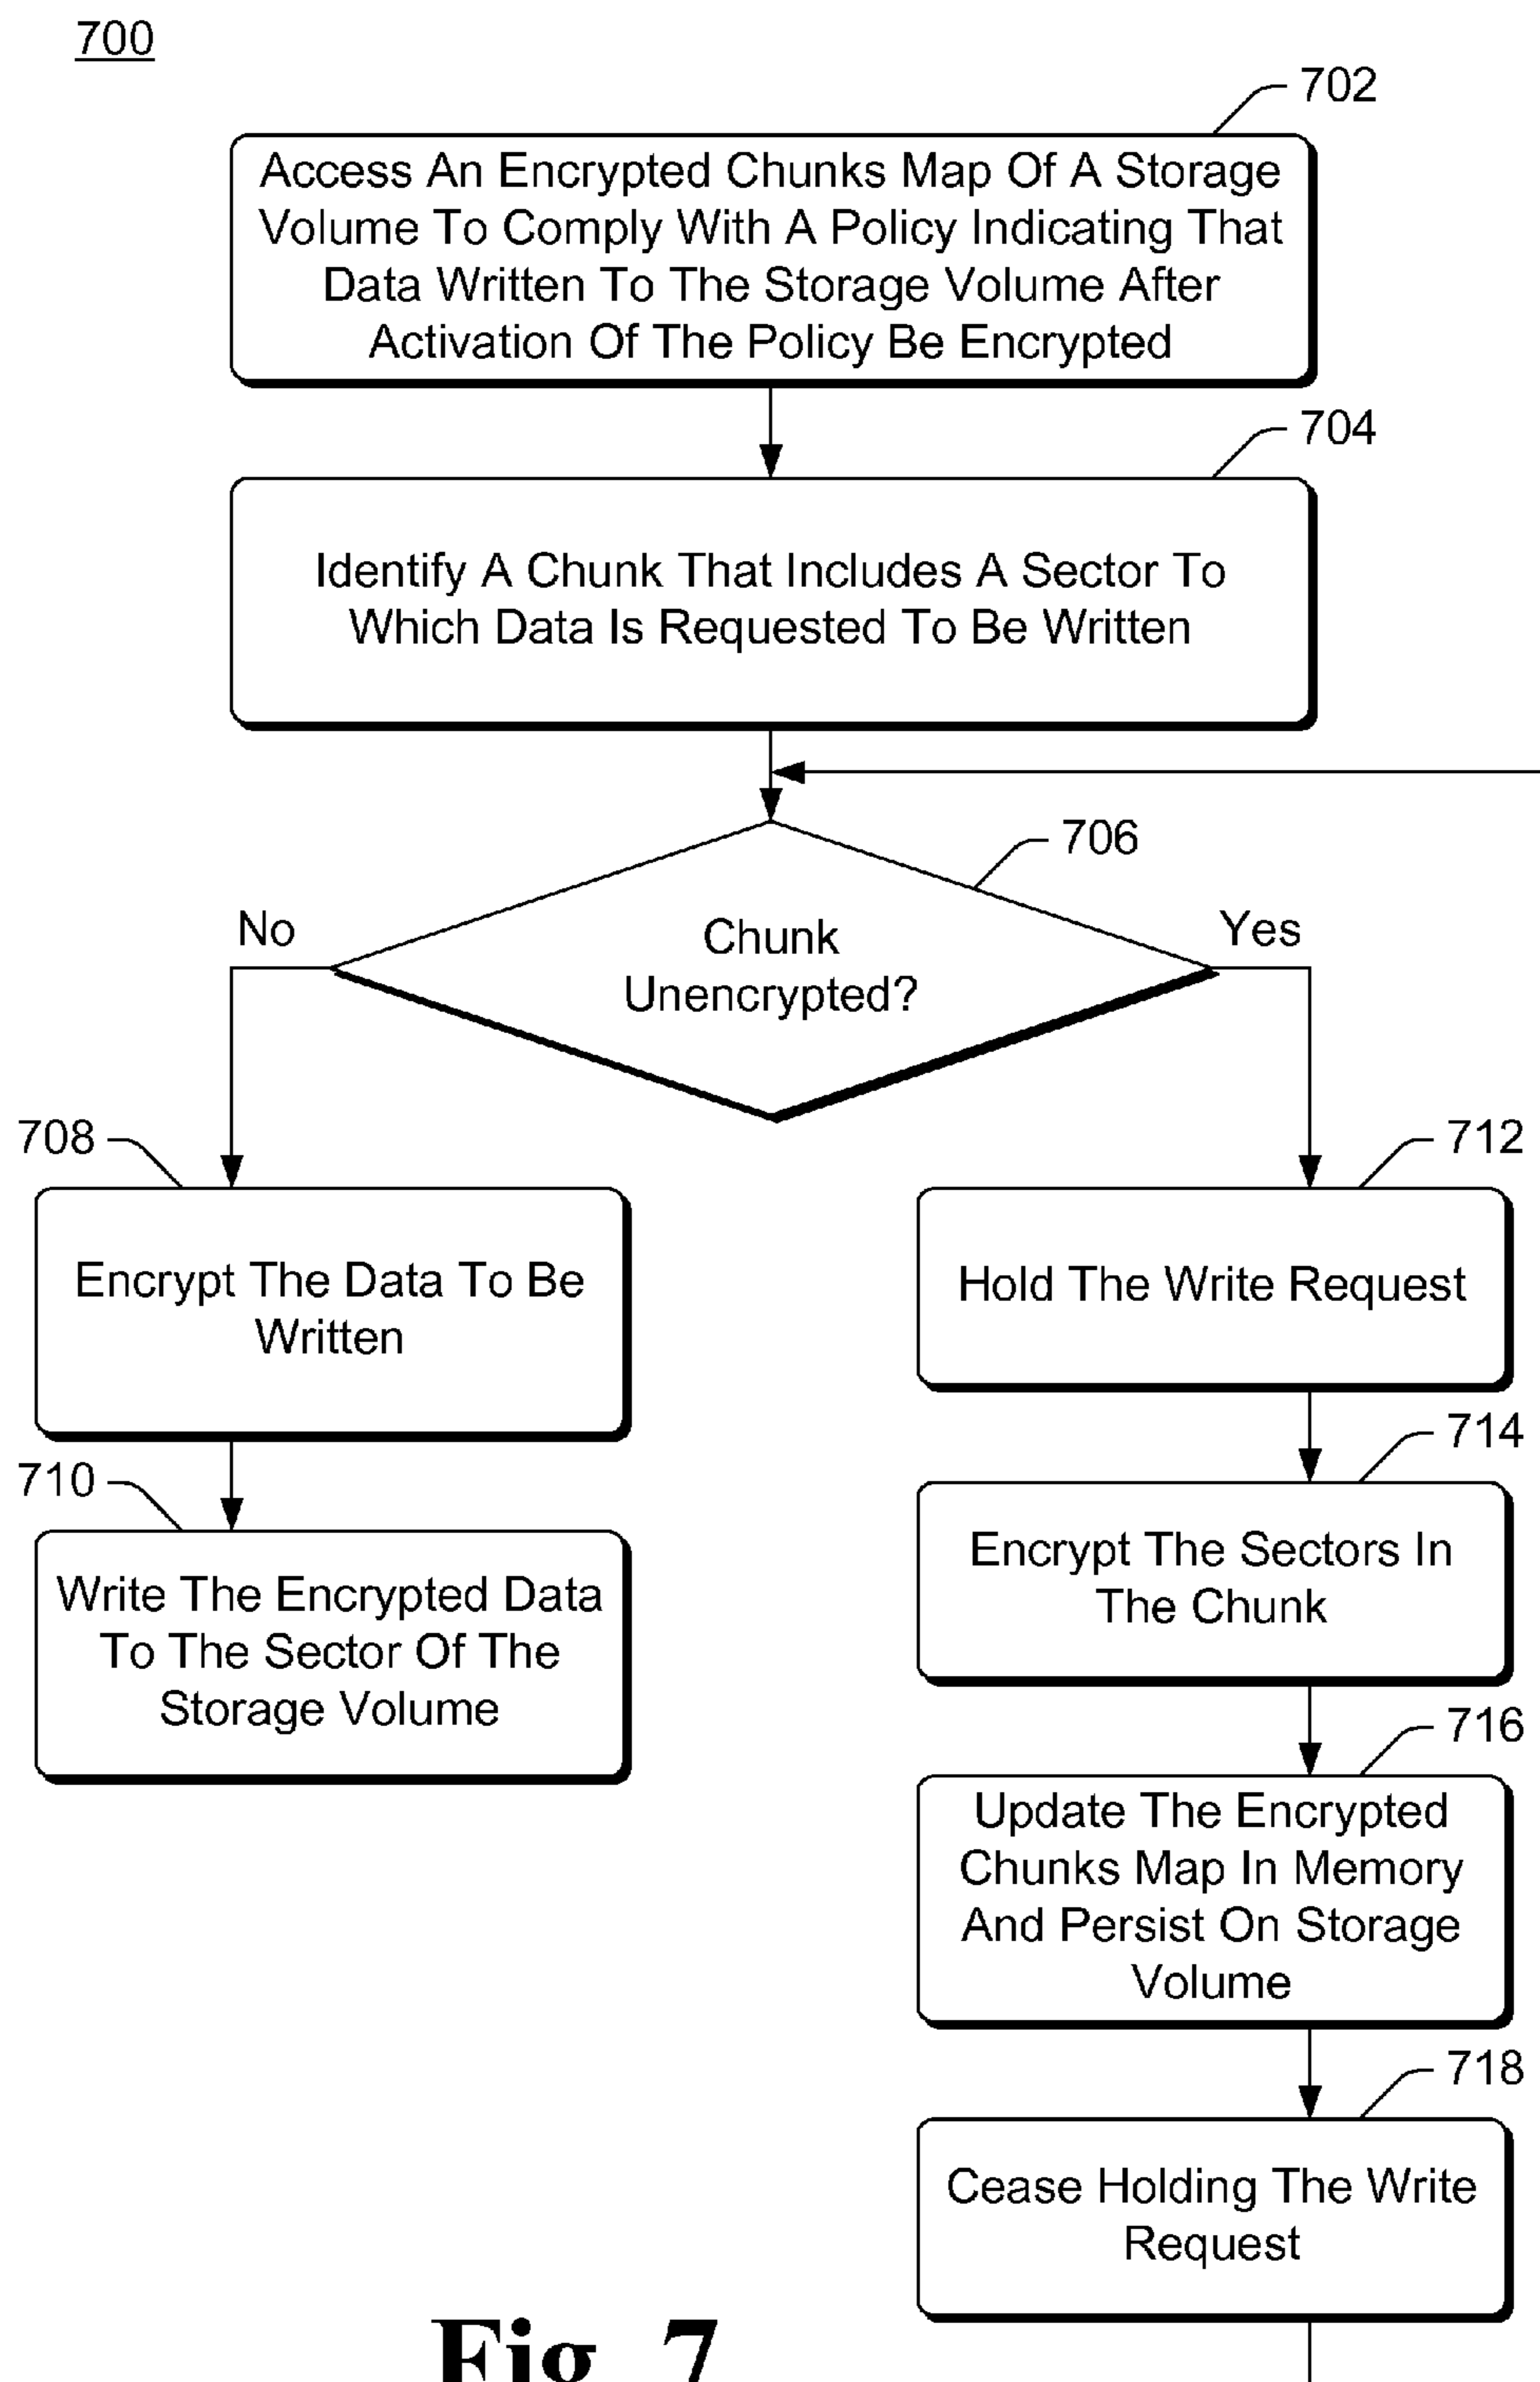 700
702
Access An Encrypted Chunks Map Of A Storage
Volume To Comply With A Policy Indicating That
Data Written To The Storage Volume After
Activation Of The Policy Be Encrypted
704
Identify A Chunk That Includes A Sector To
Which Data Is Requested To Be Written
706
No
Chunk
Unencrypted?
Yes
708
Encrypt The Data To Be
Written
710
Write The Encrypted Data
To The Sector Of The
Storage Volume
712
Hold The Write Request
714
Encrypt The Sectors In
The Chunk
716
Update The Encrypted
Chunks Map In Memory
And Persist On Storage
Volume
718
Cease Holding The Write
Request
Fig. 7